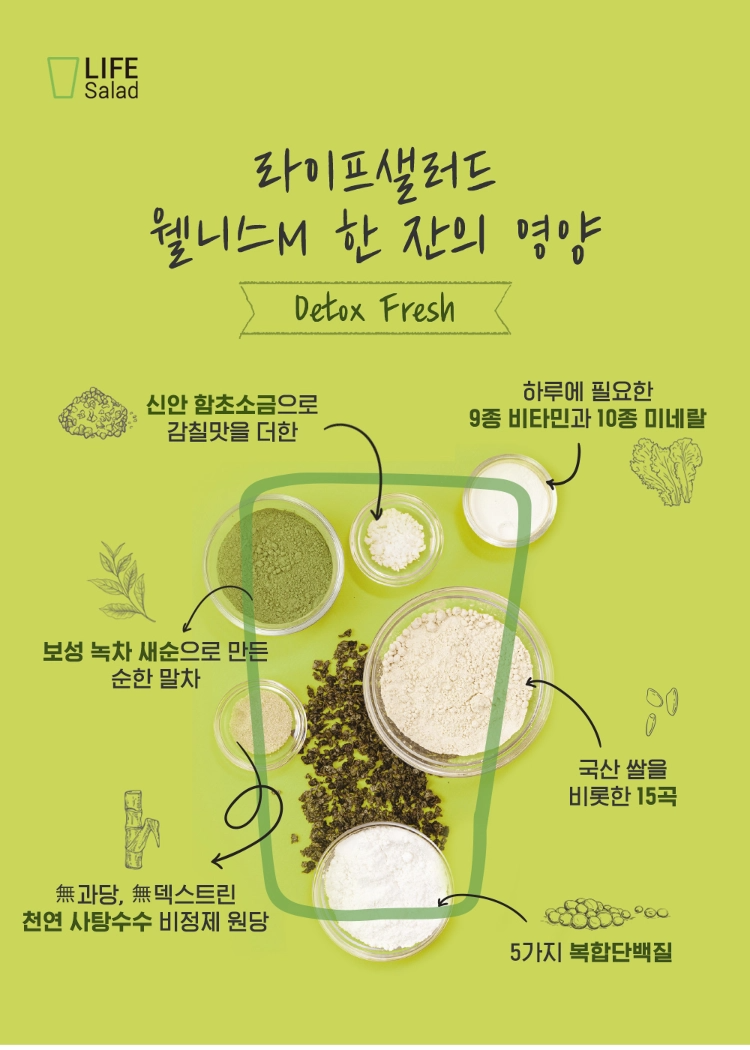 LIFE
Salad
라이프샐러드
웰니스M 한 잔의 영양
Detox Fresh
신안 함초소금으로
감칠맛을 더한
하루에 필요한
9종 비타민과 10종 미네랄
보성 녹차 새순으로 만든
순한 말차
국산 쌀을
비롯한 15곡
無과당, 無덱스트린
천연 사탕수수 비정제 원당
5가지 복합단백질